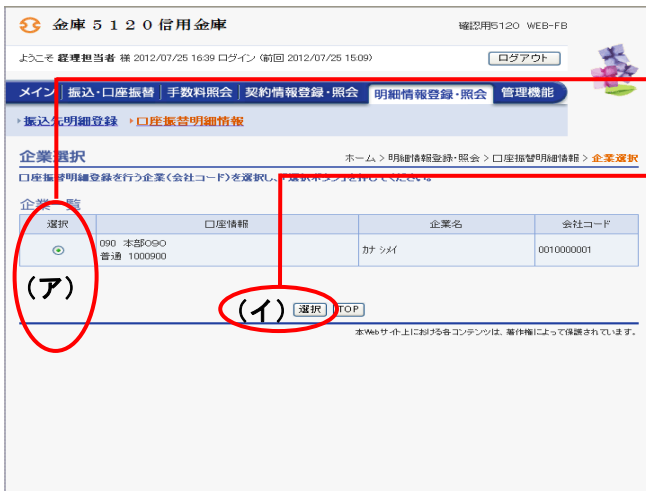 金庫５１２０信用金庫
確認用5120 WEB-FB
ようこそ 経理担当者 様 2012/07/25 16:39 ログイン (前回 2012/07/25 15:09)
ログアウト
メイン 振込・口座振替 手数料照会 契約情報登録・照会 明細情報登録・照会 管理機能
振込先明細登録 口座振替明細情報
企業選択
ホーム > 明細情報登録・照会 > 口座振替明細情報 > 企業選択
口座振替明細登録を行う企業(会社コード)を選択し、「選択ボタン」を押してください。
企業一覧
選択 口座情報 企業名 会社コード
090 本部090
普通 1000900
カナ シメイ
0010000001
(ア)
(イ) 選択 TOP
本Webサイト上における各コンテンツは、著作権によって保護されています。